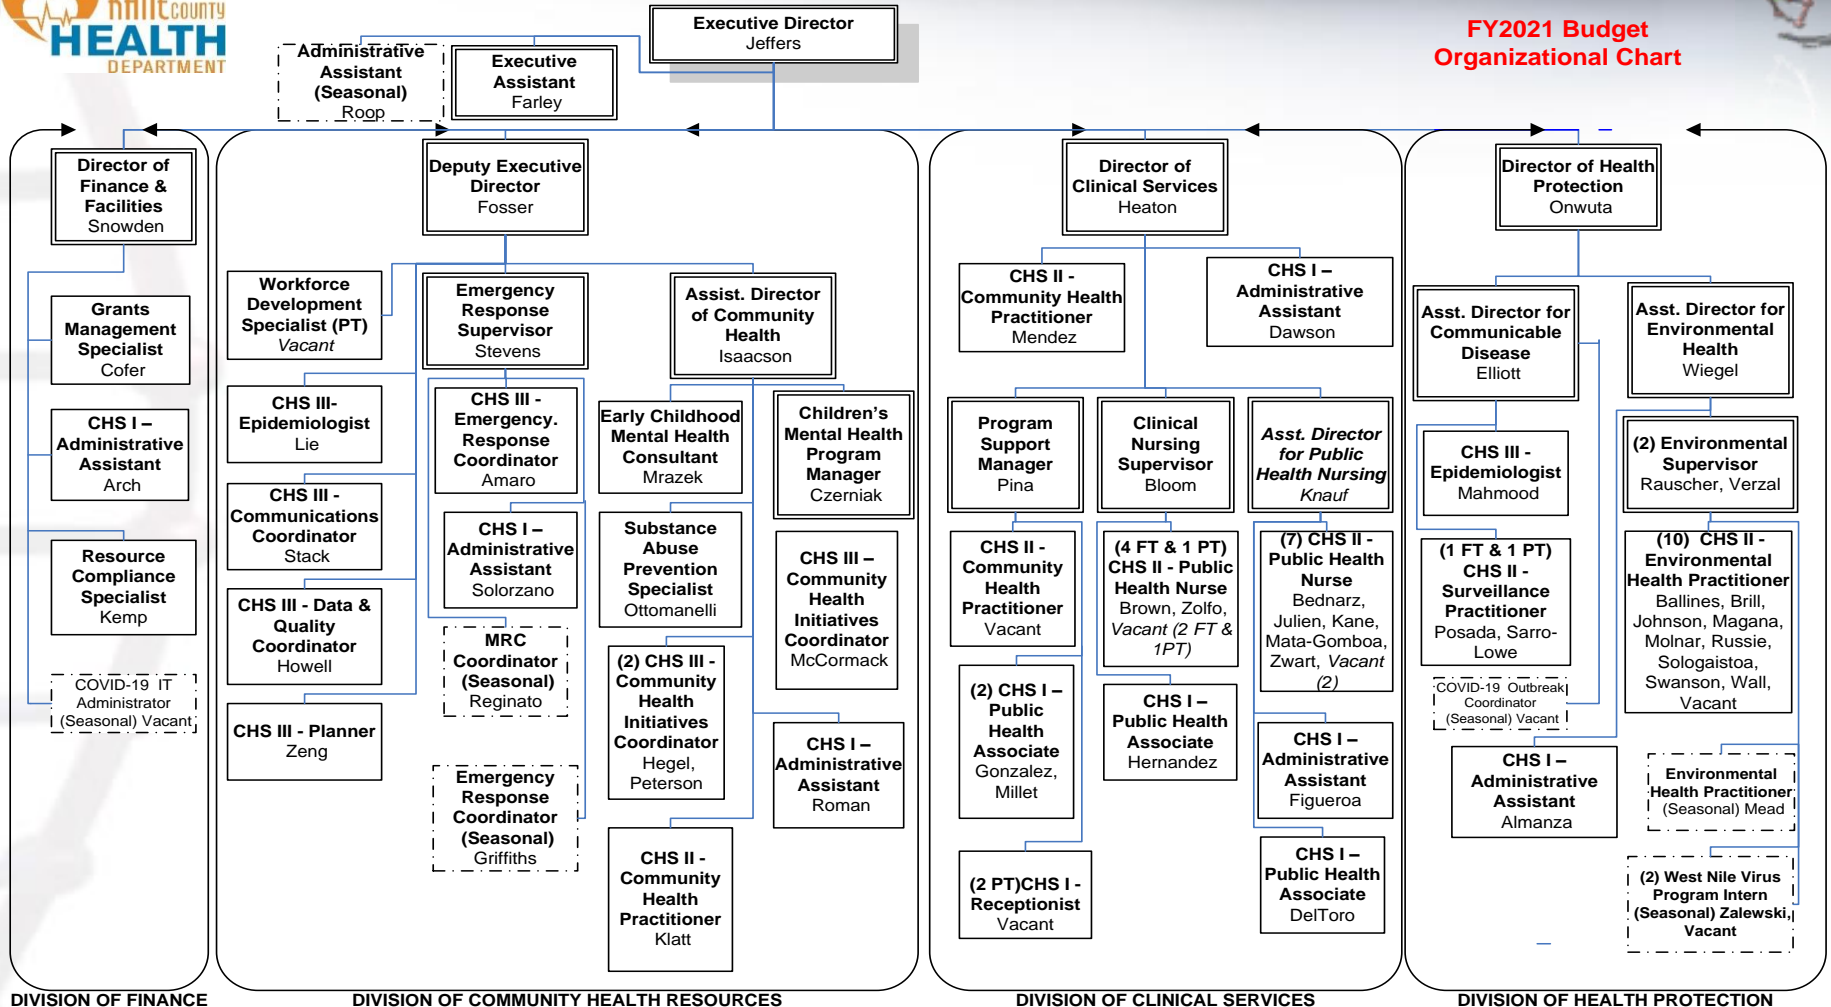 COUNTY
HEALTH
DEPARTMENT
Executive Director
Jeffers
FY2021 Budget
Organizational Chart
Administrative
Assistant
(Seasonal)
Roop
Executive
Assistant
Farley
Director of
Finance &
Facilities
Snowden
Grants
Management
Specialist
Cofer
CHS I –
Administrative
Assistant
Arch
Resource
Compliance
Specialist
Kemp
COVID-19 IT
Administrator
(Seasonal) Vacant
DIVISION OF FINANCE
Deputy Executive
Director
Fosser
Workforce
Development
Specialist (PT)
Vacant
CHS III-
Epidemiologist
Lie
CHS III -
Communications
Coordinator
Stack
CHS III - Data &
Quality
Coordinator
Howell
CHS III - Planner
Zeng
Emergency
Response
Supervisor
Stevens
CHS III -
Emergency.
Response
Coordinator
Amaro
CHS I –
Administrative
Assistant
Solorzano
MRC
Coordinator
(Seasonal)
Reginato
Emergency
Response
Coordinator
(Seasonal)
Griffiths
Assist. Director
of Community
Health
Isaacson
Early Childhood
Mental Health
Consultant
Mrazek
Substance
Abuse
Prevention
Specialist
Ottomanelli
(2) CHS III -
Community
Health
Initiatives
Coordinator
Hegel,
Peterson
CHS II -
Community
Health
Practitioner
Klatt
Children's
Mental Health
Program
Manager
Czerniak
CHS III –
Community
Health
Initiatives
Coordinator
McCormack
CHS I –
Administrative
Assistant
Roman
DIVISION OF COMMUNITY HEALTH RESOURCES
Director of
Clinical Services
Heaton
CHS II -
Community Health
Practitioner
Mendez
CHS I –
Administrative
Assistant
Dawson
Program
Support
Manager
Pina
CHS II -
Community
Health
Practitioner
Vacant
(2) CHS I –
Public
Health
Associate
Gonzalez,
Millet
(2 PT)CHS I -
Receptionist
Vacant
Clinical
Nursing
Supervisor
Bloom
(4 FT & 1 PT)
CHS II - Public
Health Nurse
Brown, Zolfo,
Vacant (2 FT &
1PT)
CHS I –
Public Health
Associate
Hernandez
Asst. Director
for Public
Health Nursing
Knauf
(7) CHS II -
Public Health
Nurse
Bednarz,
Julien, Kane,
Mata-Gomboa,
Zwart, Vacant
(2)
CHS I –
Administrative
Assistant
Figueroa
CHS I –
Public Health
Associate
DelToro
DIVISION OF CLINICAL SERVICES
Director of Health
Protection
Onwuta
Asst. Director for
Communicable
Disease
Elliott
CHS III -
Epidemiologist
Mahmood
(1 FT & 1 PT)
CHS II -
Surveillance
Practitioner
Posada, Sarro-
Lowe
COVID-19 Outbreak
Coordinator
(Seasonal) Vacant
CHS I –
Administrative
Assistant
Almanza
Asst. Director for
Environmental
Health
Wiegel
(2) Environmental
Supervisor
Rauscher, Verzal
(10) CHS II -
Environmental
Health Practitioner
Ballines, Brill,
Johnson, Magana,
Molnar, Russie,
Sologaistoa,
Swanson, Wall,
Vacant
Environmental
Health Practitioner
(Seasonal) Mead
(2) West Nile Virus
Program Intern
(Seasonal) Zalewski,
Vacant
DIVISION OF HEALTH PROTECTION